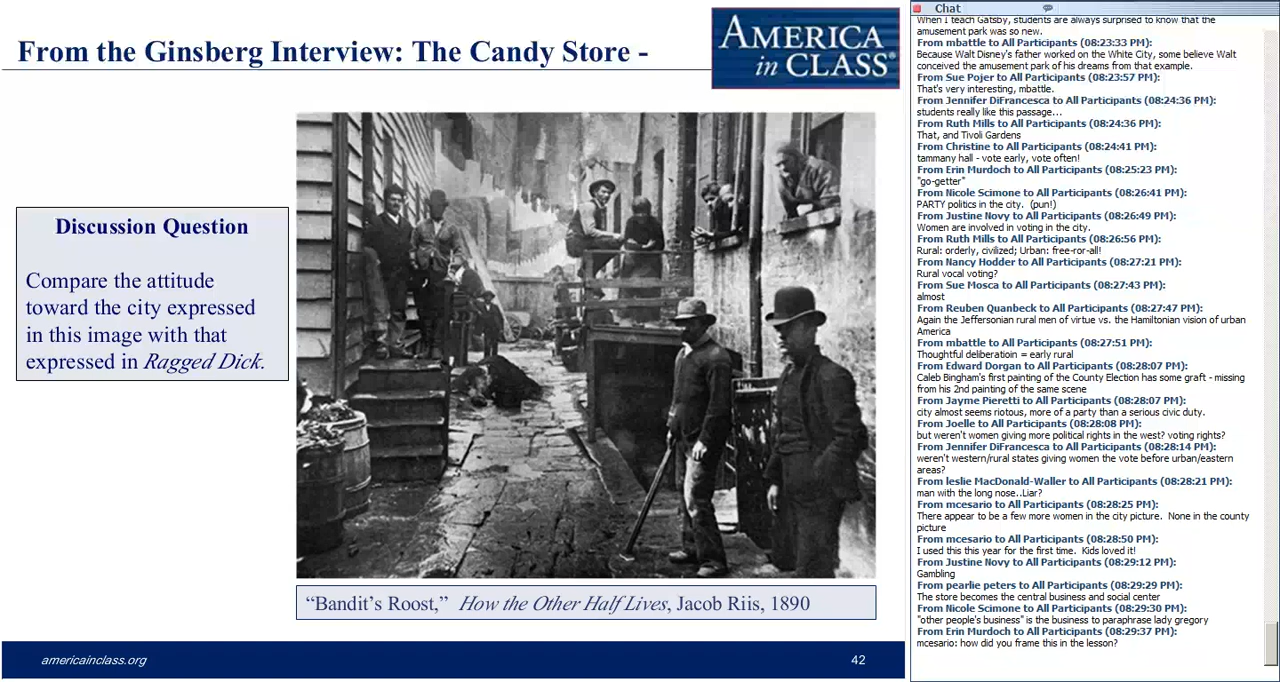 From the Ginsberg Interview: The Candy Store -
AMERICA
in CLASS®
Discussion Question
Compare the attitude
toward the city expressed
in this image with that
expressed in Ragged Dick.
“Bandit’s Roost,” How the Other Half Lives, Jacob Riis, 1890
americainclass.org
42
Chat
When I teach Gatsby, students are always surprised to know that the
amusement park was so new.
From mbattle to All Participants (08:23:33 PM):
Because Walt Disney's father worked on the White City, some believe Walt
conceived the amusement park of his dreams from that example.
From Sue Pojer to All Participants (08:23:57 PM):
That's very interesting, mbattle.
From Jennifer DiFrancesca to All Participants (08:24:36 PM):
students really like this passage...
From Ruth Mills to All Participants (08:24:36 PM):
That, and Tivoli Gardens
From Christine to All Participants (08:24:41 PM):
tammany hall - vote early, vote often!
From Erin Murdoch to All Participants (08:25:23 PM):
"go-getter"
From Nicole Scimone to All Participants (08:26:41 PM):
PARTY politics in the city. (pun!)
From Justine Novy to All Participants (08:26:49 PM):
Women are involved in voting in the city.
From Ruth Mills to All Participants (08:26:56 PM):
Rural: orderly, civilized; Urban: free-ror-all!
From Nancy Hodder to All Participants (08:27:21 PM):
Rural vocal voting?
From Sue Mosca to All Participants (08:27:43 PM):
almost
From Reuben Quanbeck to All Participants (08:27:47 PM):
Again the Jeffersonian rural men of virtue vs. the Hamiltonian vision of urban
America
From mbattle to All Participants (08:27:51 PM):
Thoughtful deliberatioin = early rural
From Edward Dorgan to All Participants (08:28:07 PM):
Caleb Bingham's first painting of the County Election has some graft - missing
from his 2nd painting of the same scene
From Jayme Pieretti to All Participants (08:28:07 PM):
city almost seems riotous, more of a party than a serious civic duty.
From Joelle to All Participants (08:28:08 PM):
but weren't women giving more political rights in the west? voting rights?
From Jennifer DiFrancesca to All Participants (08:28:14 PM):
weren't western/rural states giving women the vote before urban/eastern
areas?
From leslie MacDonald-Waller to All Participants (08:28:21 PM):
man with the long nose..Liar?
From mcesario to All Participants (08:28:25 PM):
There appear to be a few more women in the city picture. None in the county
picture
From mcesario to All Participants (08:28:50 PM):
I used this this year for the first time. Kids loved it!
From Justine Novy to All Participants (08:29:12 PM):
Gambling
From pearlie peters to All Participants (08:29:29 PM):
The store becomes the central business and social center
From Nicole Scimone to All Participants (08:29:30 PM):
"other people's business" is the business to paraphrase lady gregory
From Erin Murdoch to All Participants (08:29:37 PM):
mcesario: how did you frame this in the lesson?